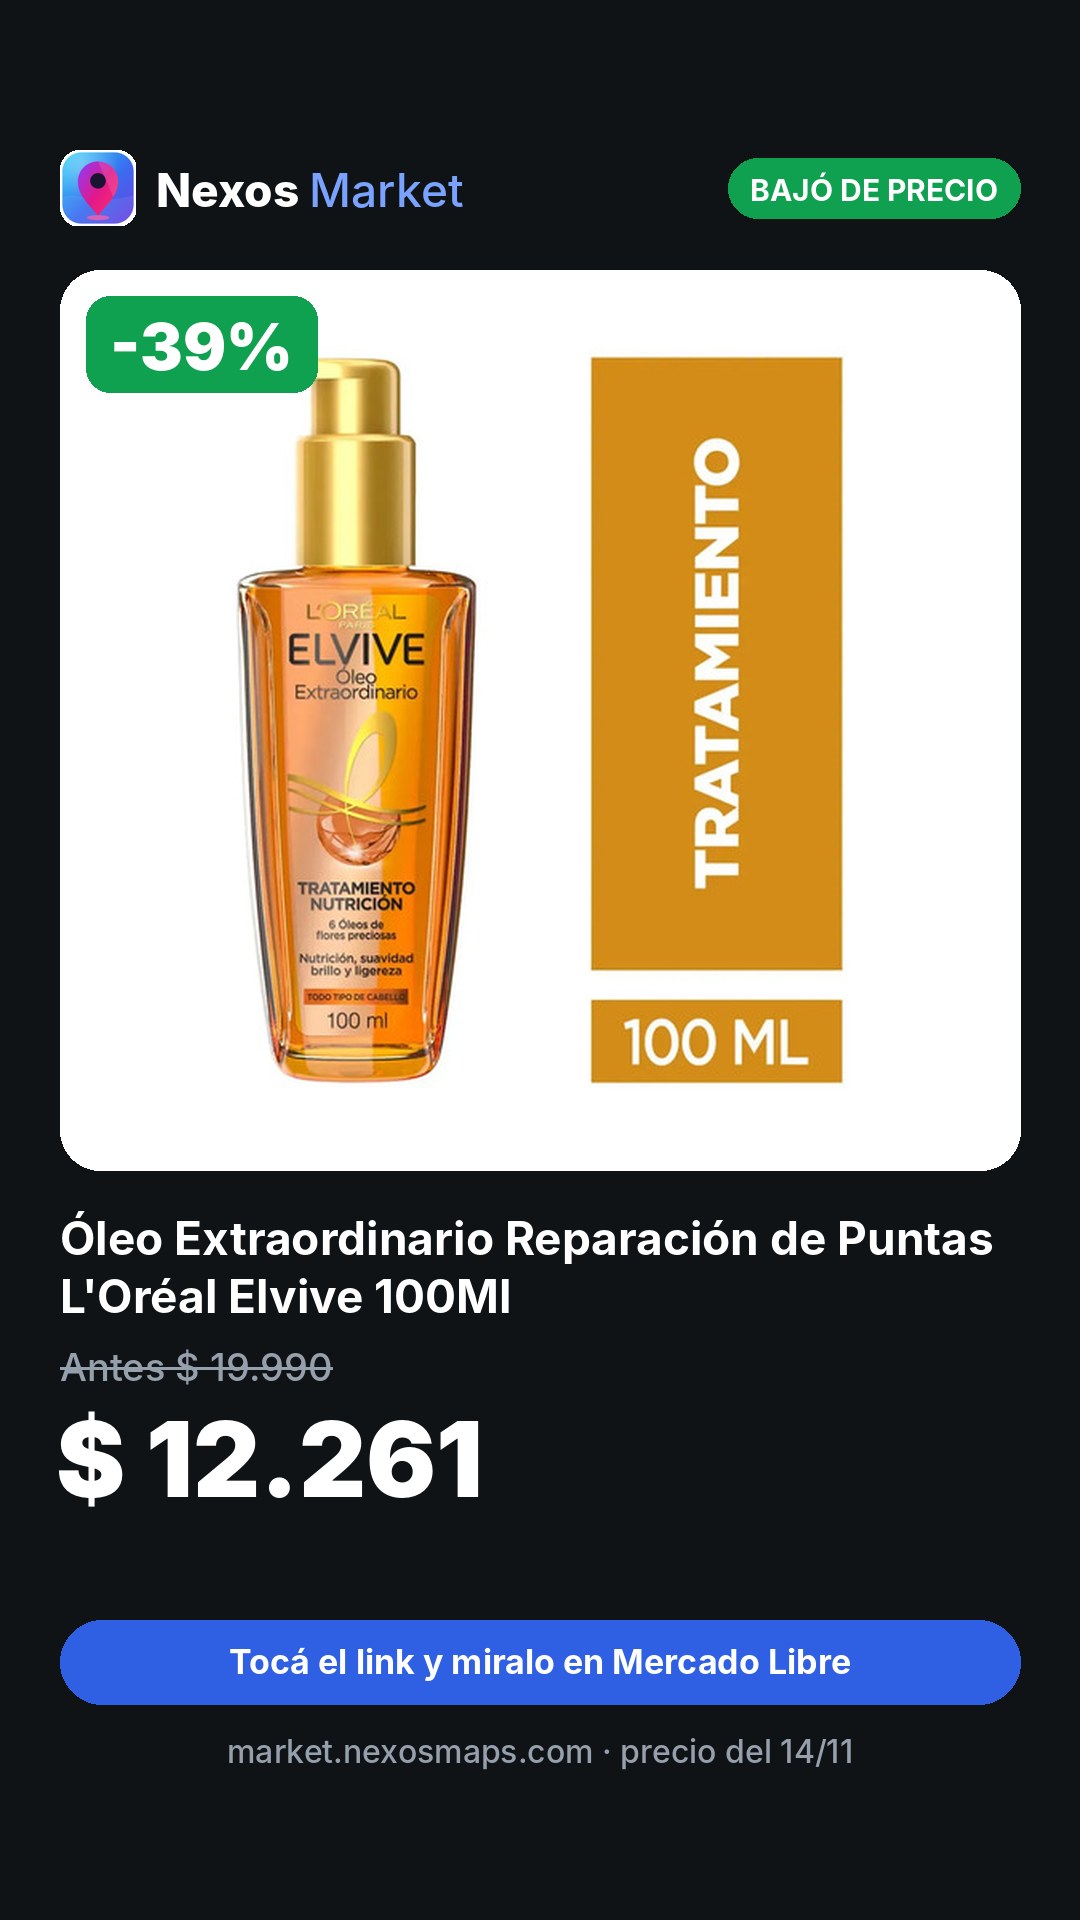 Nexos Market
BAJÓ DE PRECIO
-39%
L'ORÉAL
PARIS
ELVIVE
Óleo
Extraordinario
TRATAMIENTO
NUTRICIÓN
6 Óleos de
flores preciosas
Nutrición, suavidad
brillo y ligereza
TODO TIPO DE CABELLO
100 ml
TRATAMIENTO
100 ML
Óleo Extraordinario Reparación de Puntas
L'Oréal Elvive 100Ml
Antes $ 19.990
$ 12.261
Tocá el link y miralo en Mercado Libre
market.nexosmaps.com · precio del 14/11